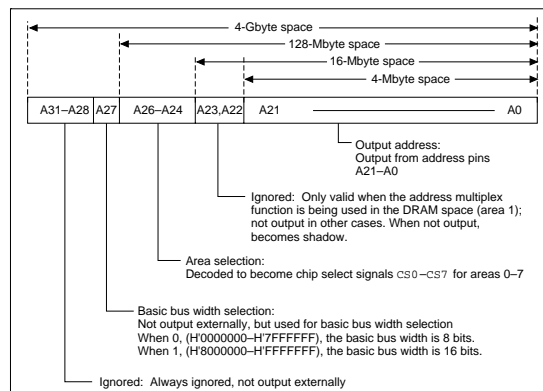 4-Gbyte space
128-Mbyte space
16-Mbyte space
4-Mbyte space
A31–A28 A27 A26–A24 A23,A22 A21 A0
Output address:
Output from address pins
A21–A0
Ignored: Only valid when the address multiplex
function is being used in the DRAM space (area 1);
not output in other cases. When not output,
becomes shadow.
Area selection:
Decoded to become chip select signals CS0–CS7 for areas 0–7
Basic bus width selection:
Not output externally, but used for basic bus width selection
When 0, (H'0000000–H'7FFFFFF), the basic bus width is 8 bits.
When 1, (H'8000000–H'FFFFFFF), the basic bus width is 16 bits.
Ignored: Always ignored, not output externally